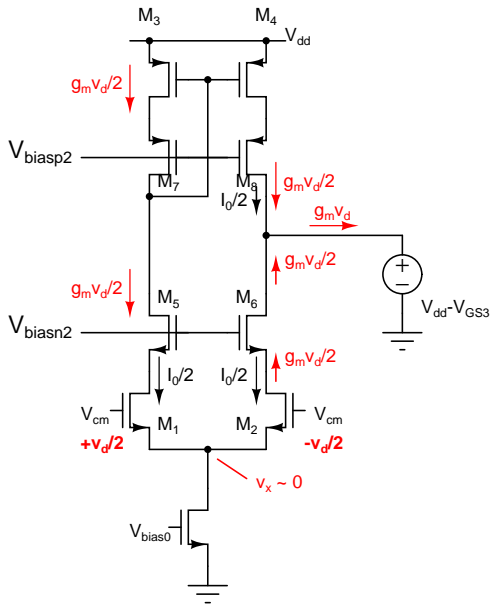 M3 M4
Vdd
gmvd/2
Vbiasp2
M7 M8
gmvd/2
I0/2
gmvd
gmvd/2
gmvd/2
M5 M6
Vdd-VGS3
Vbiasn2
gmvd/2
I0/2 I0/2
Vcm Vcm
M1 M2
+vd/2 -vd/2
vx ~ 0
Vbias0
+
−